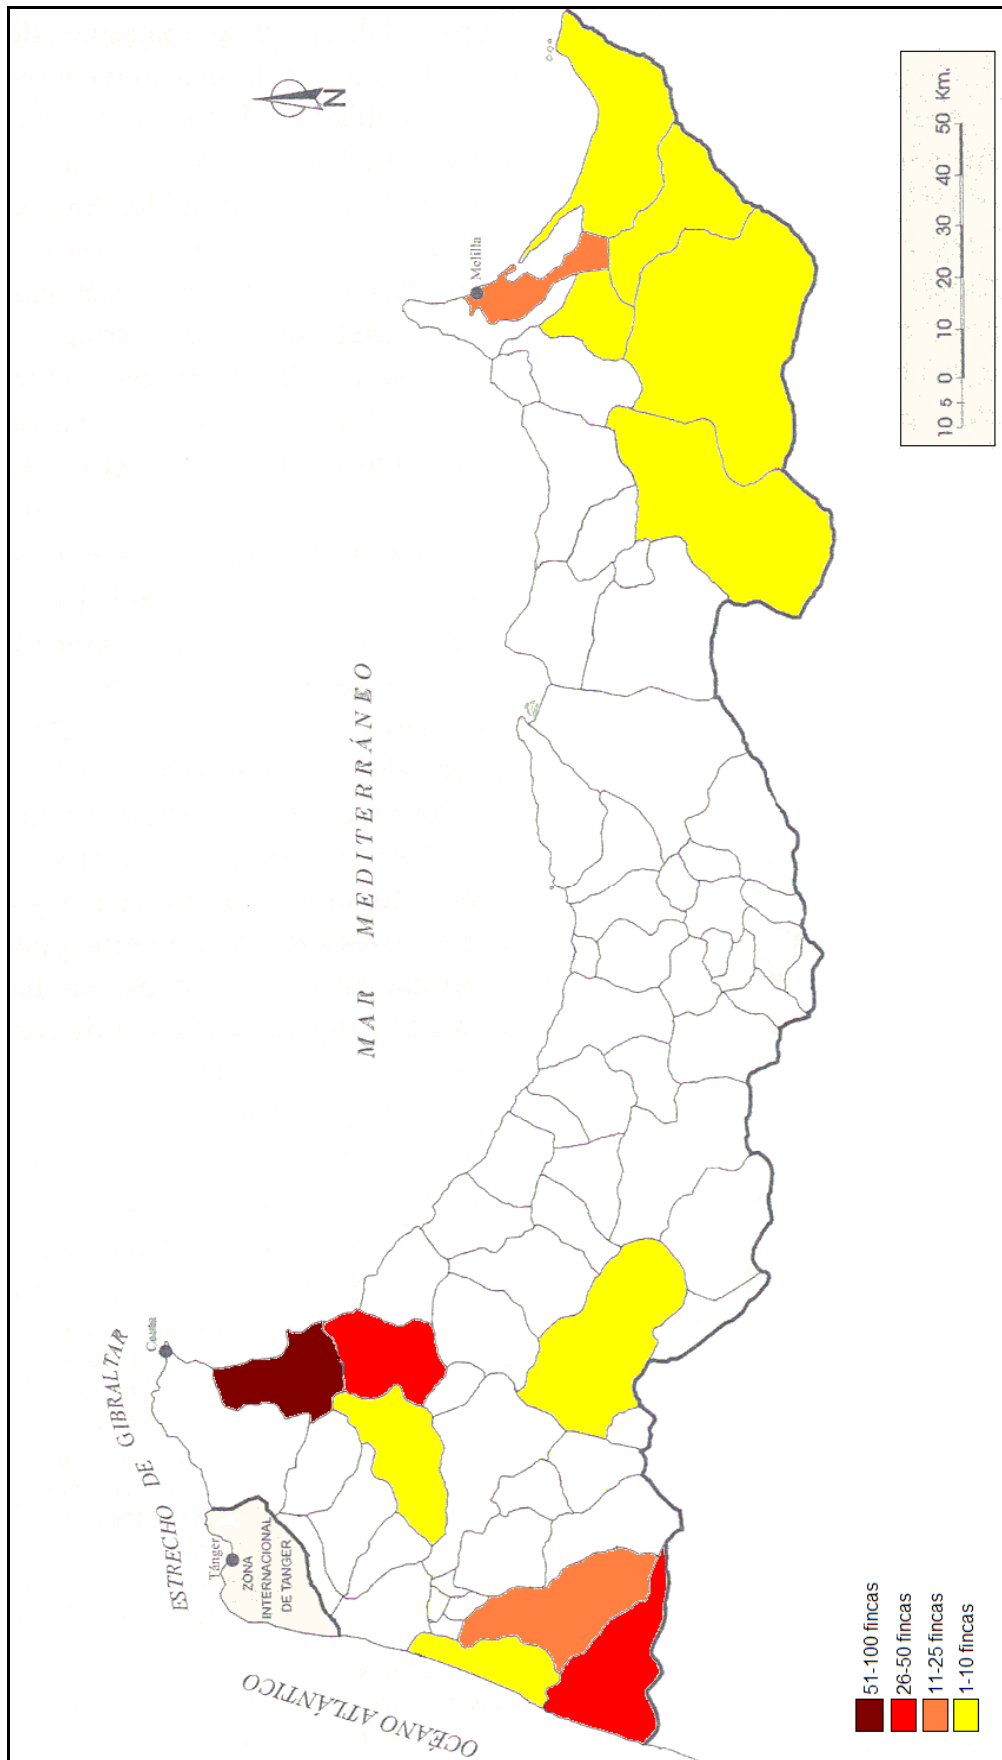 ESTRECHO DE GIBRALTAR
Ceuta
Tánger
ZONA
INTERNACIONAL
DE TANGER
OCÉANO ATLÁNTICO
MAR MEDITERRÁNEO
Melilla
N
51-100 fincas
26-50 fincas
11-25 fincas
1-10 fincas
10 5 0 10 20 30 40 50 Km.